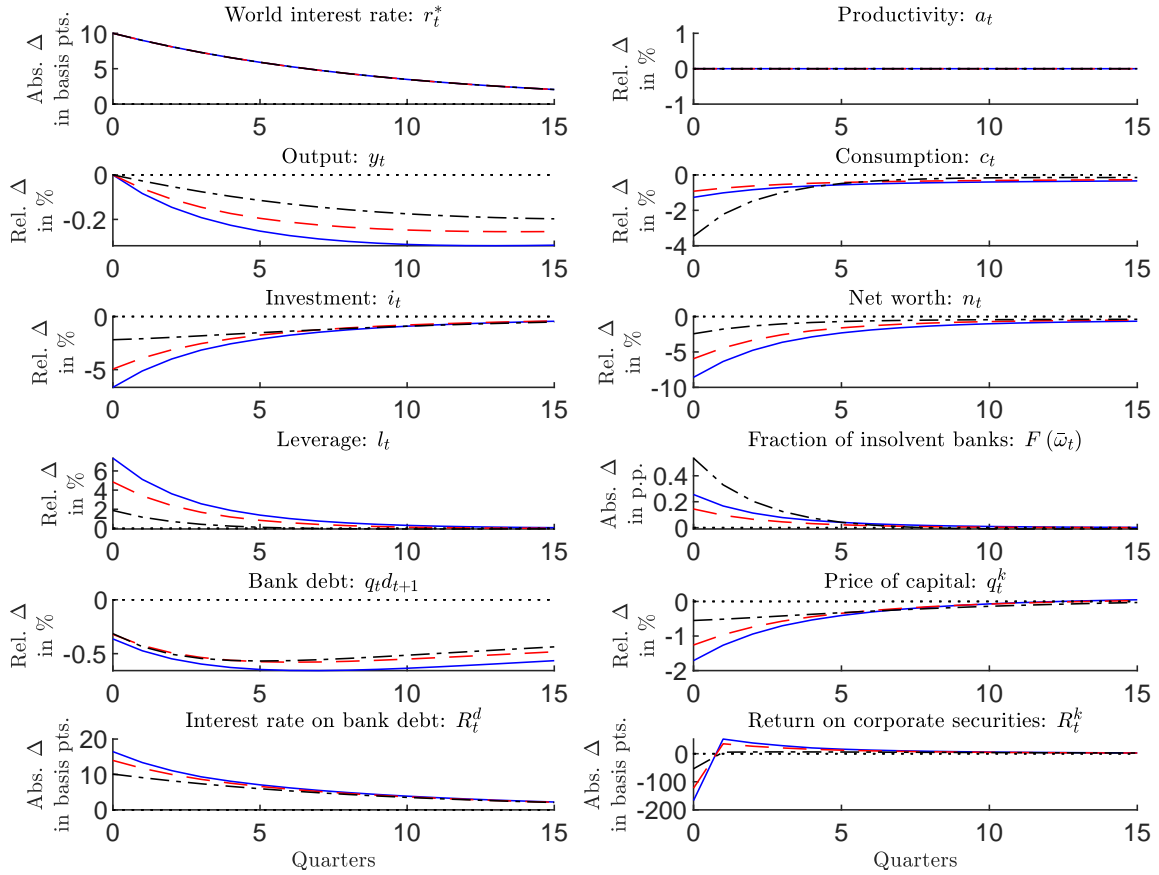 World interest rate: r*_t
Abs. Δ
in basis pts.
10
5
0
0 5 10 15
Productivity: a_t
Rel. Δ
in %
1
0
-1
0 5 10 15
Output: y_t
Rel. Δ
in %
0
-0.2
0 5 10 15
Consumption: c_t
Rel. Δ
in %
0
-2
-4
0 5 10 15
Investment: i_t
Rel. Δ
in %
0
-5
0 5 10 15
Net worth: n_t
Rel. Δ
in %
0
-5
-10
0 5 10 15
Leverage: l_t
Rel. Δ
in %
6
4
2
0
0 5 10 15
Fraction of insolvent banks: F (ω̄_t)
Abs. Δ
in p.p.
0.4
0.2
0
0 5 10 15
Bank debt: q_t d_{t+1}
Rel. Δ
in %
0
-0.5
0 5 10 15
Price of capital: q^k_t
Rel. Δ
in %
0
-1
-2
0 5 10 15
Interest rate on bank debt: R^d_t
Abs. Δ
in basis pts.
20
10
0
0 5 10 15
Quarters
Return on corporate securities: R^k_t
Abs. Δ
in basis pts.
0
-100
-200
0 5 10 15
Quarters